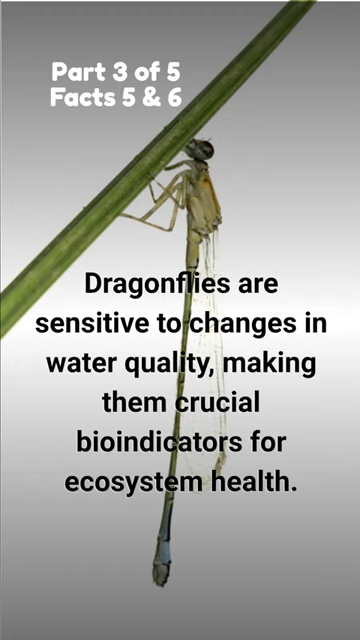 Part 3 of 5
Facts 5 & 6
Dragonflies are
sensitive to changes in
water quality, making
them crucial
bioindicators for
ecosystem health.